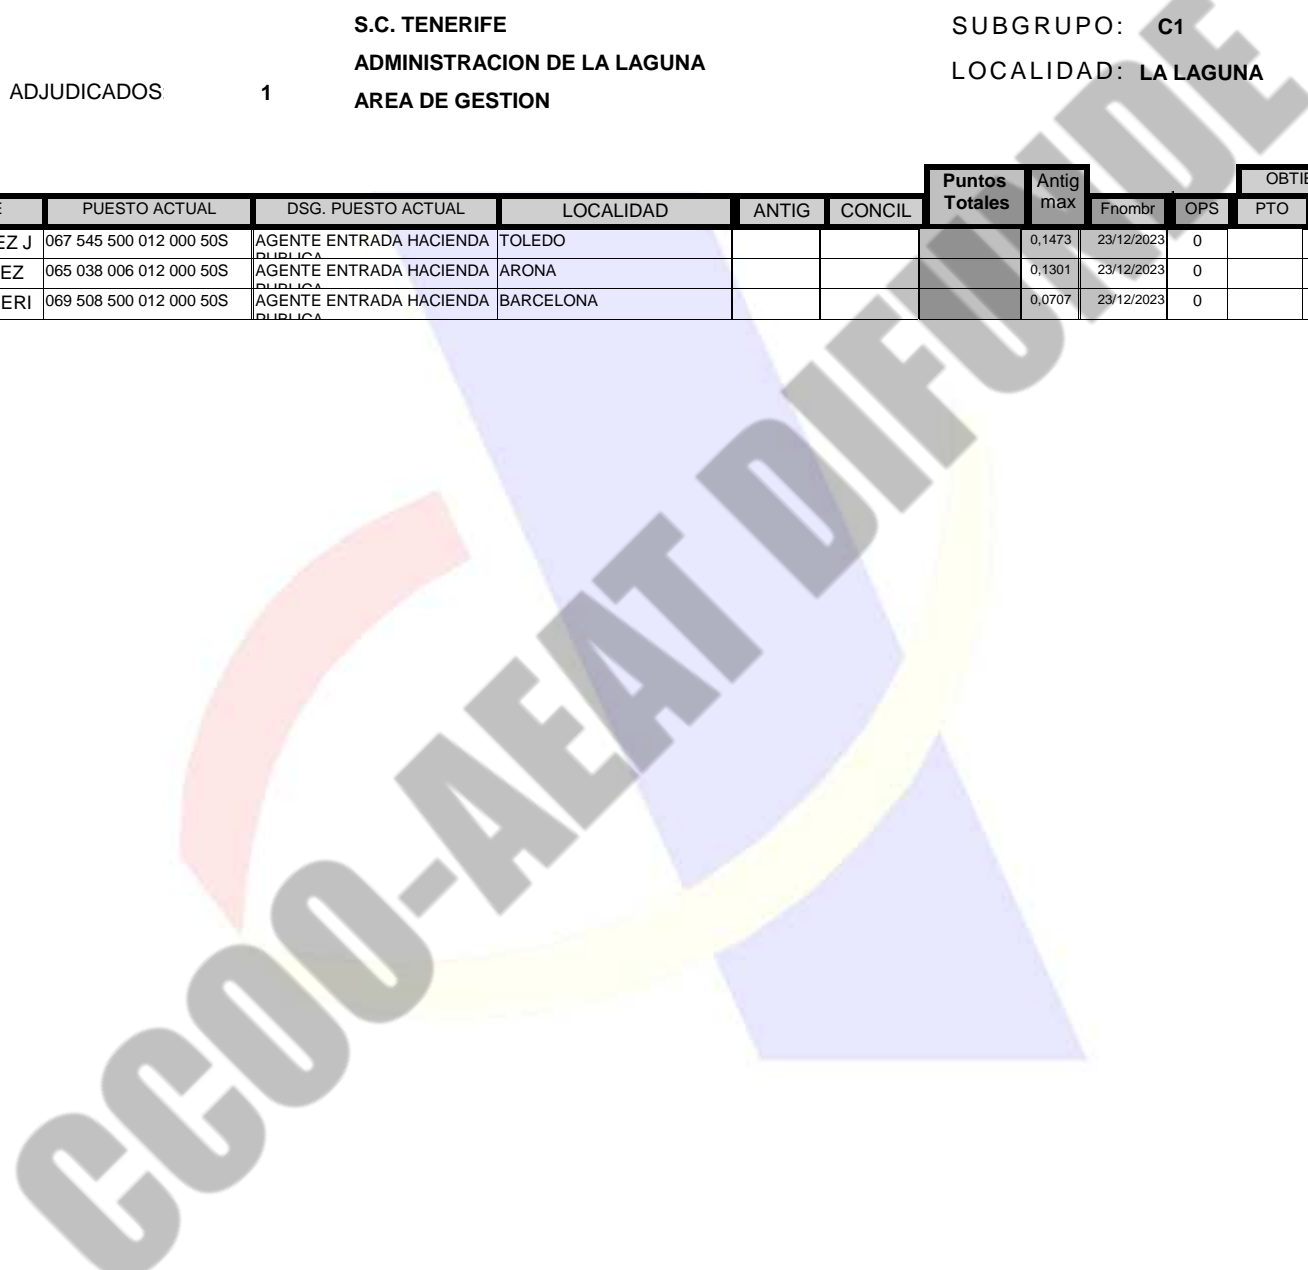 S.C. TENERIFE
SUBGRUPO: C1
ADMINISTRACION DE LA LAGUNA
LOCALIDAD: LA LAGUNA
ADJUDICADOS: 1
AREA DE GESTION
Puntos Totales Antig max OBTIE
E PUESTO ACTUAL DSG. PUESTO ACTUAL LOCALIDAD ANTIG CONCIL Fnombr OPS PTO
EZ J 067 545 500 012 000 50S AGENTE ENTRADA HACIENDA PUBLICA TOLEDO 0,1473 23/12/2023 0
EZ 065 038 006 012 000 50S AGENTE ENTRADA HACIENDA PUBLICA ARONA 0,1301 23/12/2023 0
ERI 069 508 500 012 000 50S AGENTE ENTRADA HACIENDA PUBLICA BARCELONA 0,0707 23/12/2023 0
CCOO-AEAT DIFUNDE